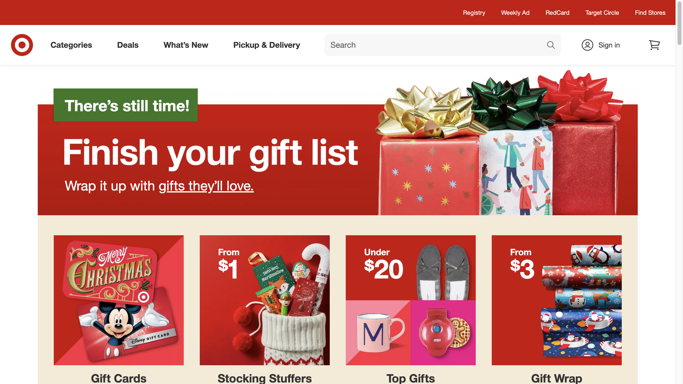 Registry Weekly Ad RedCard Target Circle Find Stores
Categories Deals What's New Pickup & Delivery Search Sign in
There's still time!
Finish your gift list
Wrap it up with gifts they'll love.
Merry
CHRISTMAS
Disney GIFT CARD
From
$1
Under
$20
M
From
$3
Gift Cards Stocking Stuffers Top Gifts Gift Wrap